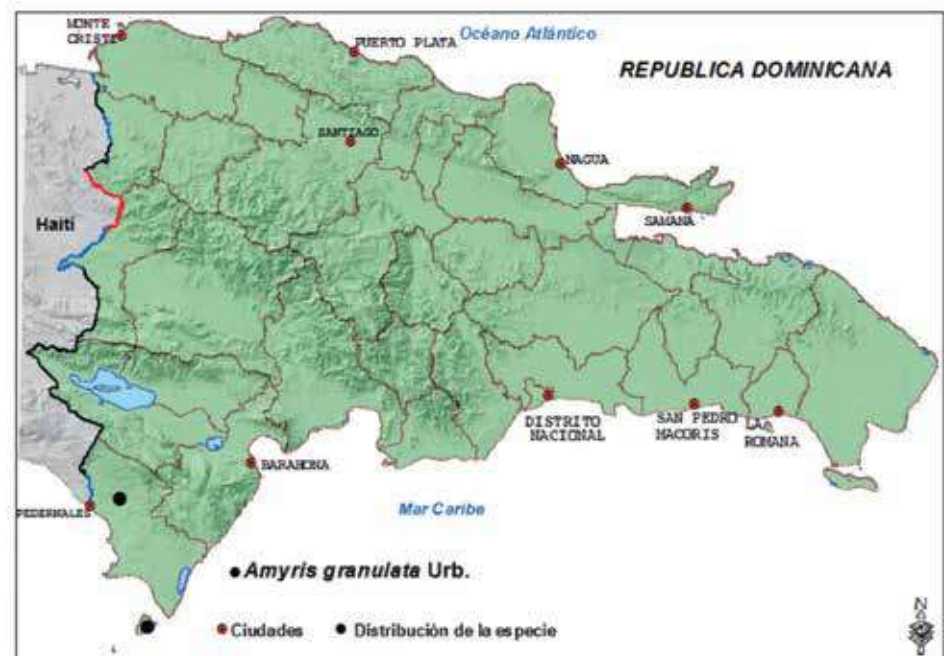 MONTE
CRISTI
Océano Atlántico
PUERTO PLATA
REPUBLICA DOMINICANA
SANTIAGO
NAGUA
SAMANA
Haití
DISTRITO
NACIONAL
SAN PEDRO
MACORIS
LA
ROMANA
BARAHONA
PEDERNALES
Mar Caribe
Amyris granulata Urb.
Ciudades
Distribución de la especie